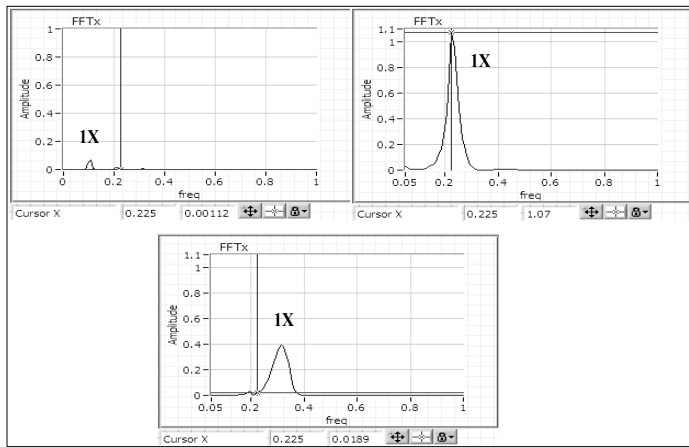 FFTx
1
0.8
0.6
0.4
0.2
0
Amplitude
1X
0 0.2 0.4 0.6 0.8 1
freq
Cursor X 0.225 0.00112
FFTx
1.1
1
0.8
0.6
0.4
0.2
0
Amplitude
1X
0.05 0.2 0.4 0.6 0.8 1
freq
Cursor X 0.225 1.07
FFTx
1.1
1
0.8
0.6
0.4
0.2
0
Amplitude
1X
0.05 0.2 0.4 0.6 0.8 1
freq
Cursor X 0.225 0.0189